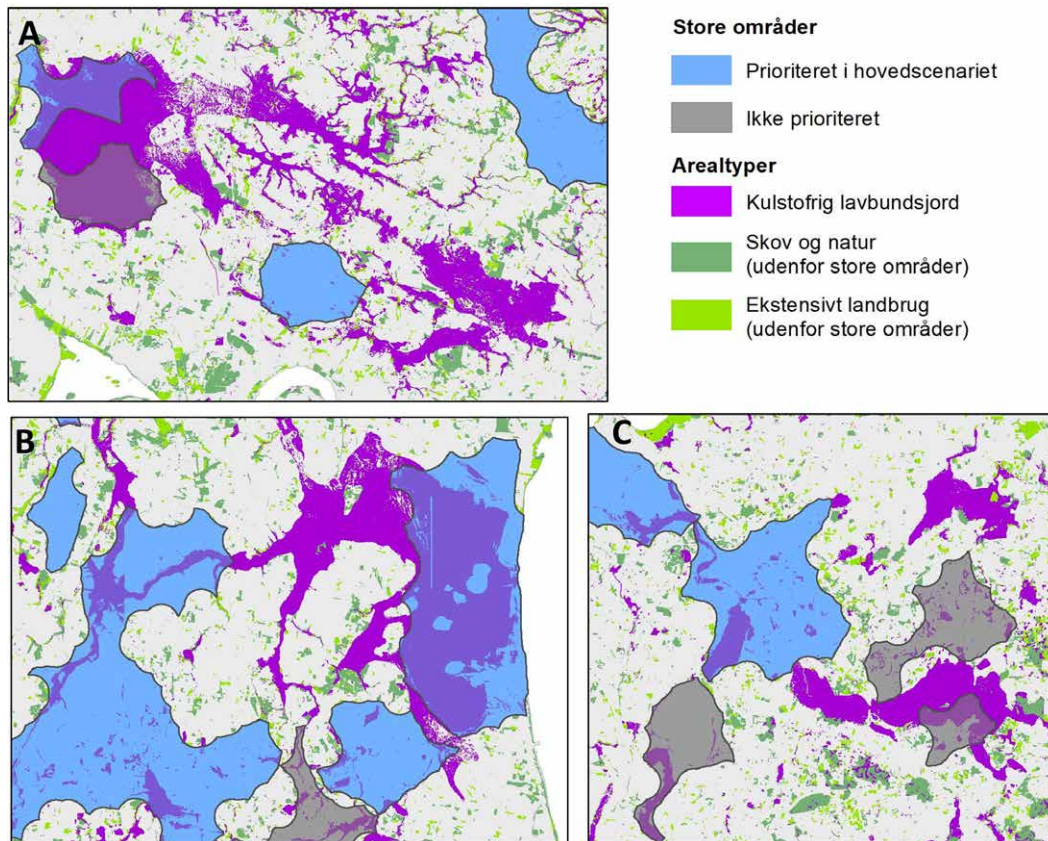 A
Store områder
Prioriteret i hovedscenariet
Ikke prioriteret
Arealtyper
Kulstofrig lavbundsjord
Skov og natur
(udenfor store områder)
Ekstensivt landbrug
(udenfor store områder)
B
C